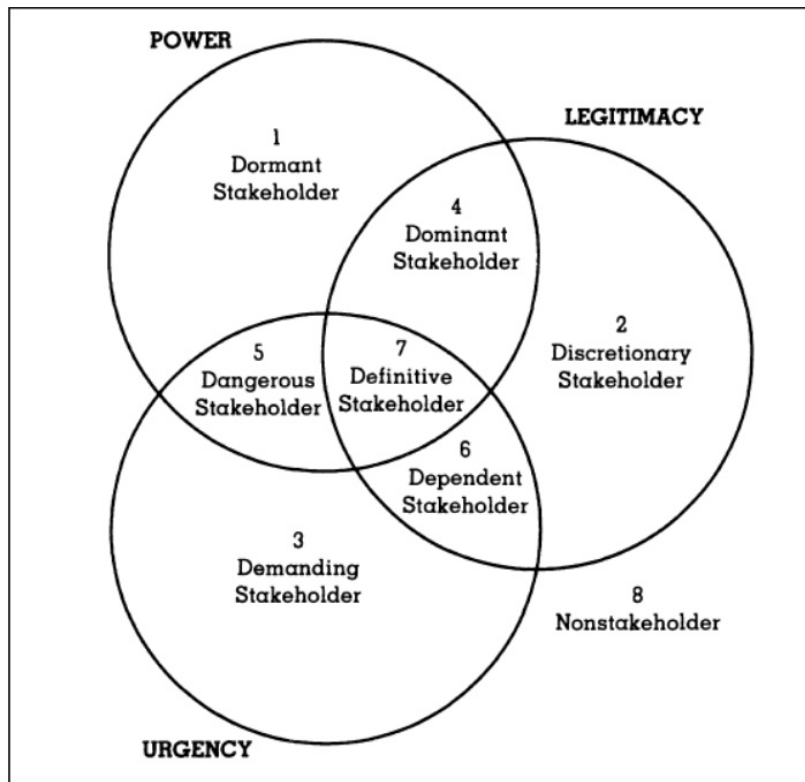 POWER
LEGITIMACY
1
Dormant
Stakeholder
4
Dominant
Stakeholder
2
Discretionary
Stakeholder
5
Dangerous
Stakeholder
7
Definitive
Stakeholder
6
Dependent
Stakeholder
3
Demanding
Stakeholder
8
Nonstakeholder
URGENCY